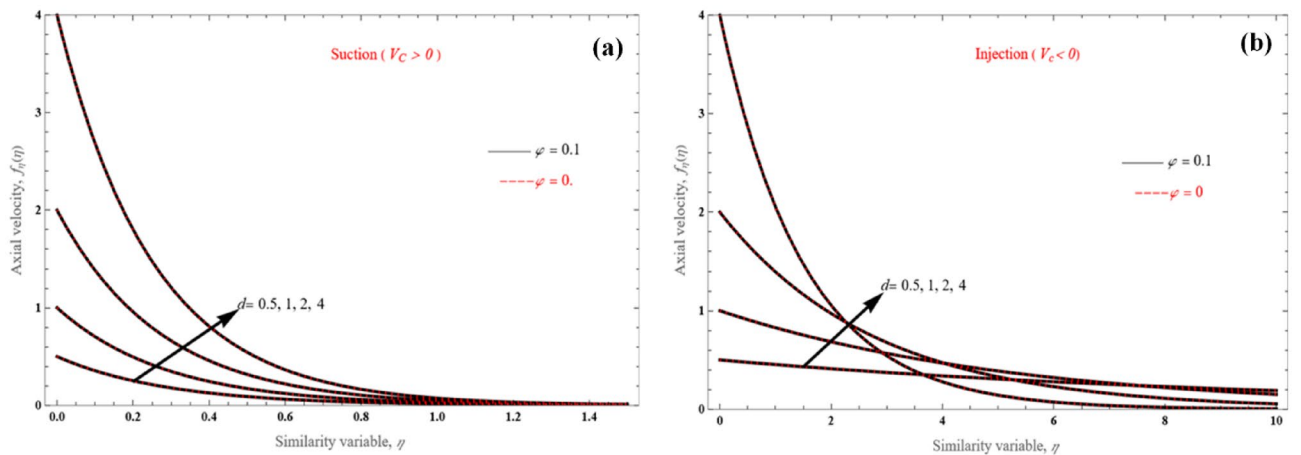 (a)
Suction ( V_C > 0 )
φ = 0.1
φ = 0.
d= 0.5, 1, 2, 4
Axial velocity, f_η(η)
4
3
2
1
0
0.0 0.2 0.4 0.6 0.8 1.0 1.2 1.4
Similarity variable, η
(b)
Injection ( V_c < 0)
φ = 0.1
φ = 0
d= 0.5, 1, 2, 4
Axial velocity, f_η(η)
4
3
2
1
0
0 2 4 6 8 10
Similarity variable, η